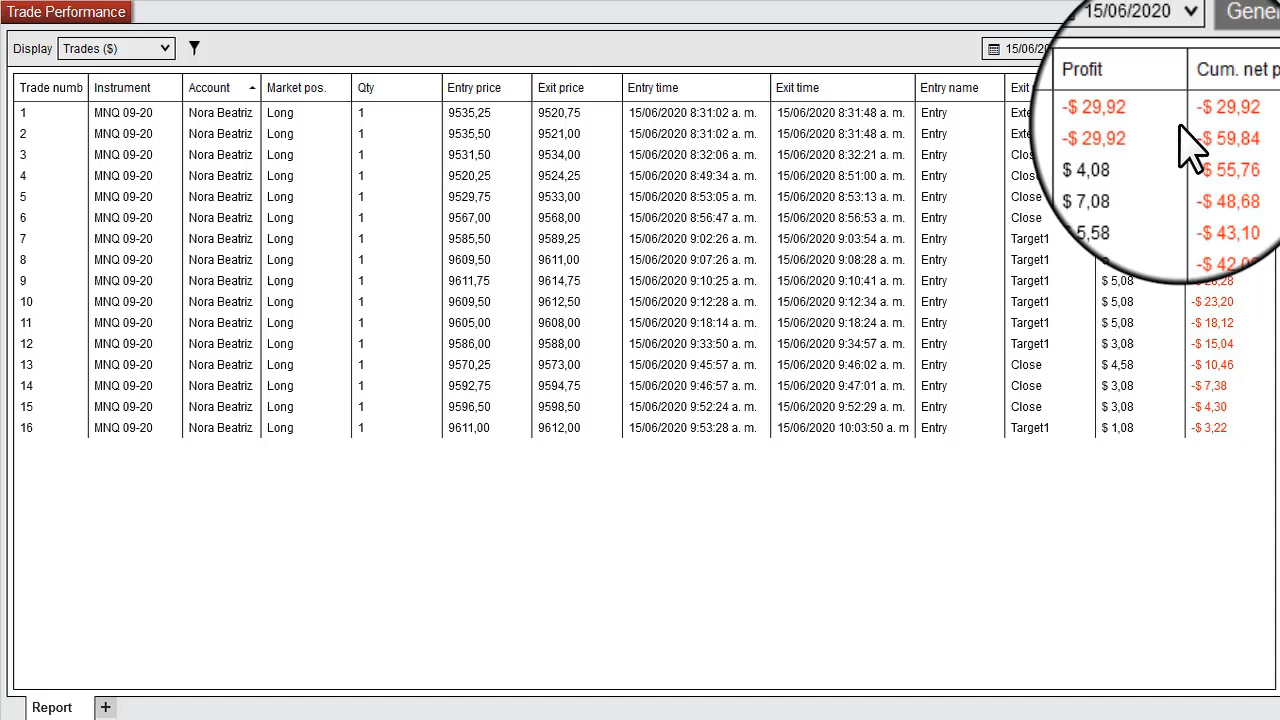 Trade Performance
Display Trades ($) 15/06/20 15/06/2020 Gene
Trade numb Instrument Account Market pos. Qty Entry price Exit price Entry time Exit time Entry name Exit Profit Cum. net p
1 MNQ 09-20 Nora Beatriz Long 1 9535,25 9520,75 15/06/2020 8:31:02 a. m. 15/06/2020 8:31:48 a. m. Entry Exte -$ 29,92 -$ 29,92
2 MNQ 09-20 Nora Beatriz Long 1 9535,50 9521,00 15/06/2020 8:31:02 a. m. 15/06/2020 8:31:48 a. m. Entry Exte -$ 29,92 -$ 59,84
3 MNQ 09-20 Nora Beatriz Long 1 9531,50 9534,00 15/06/2020 8:32:06 a. m. 15/06/2020 8:32:21 a. m. Entry Clos $ 4,08 -$ 55,76
4 MNQ 09-20 Nora Beatriz Long 1 9520,25 9524,25 15/06/2020 8:49:34 a. m. 15/06/2020 8:51:00 a. m. Entry Clos $ 7,08 -$ 48,68
5 MNQ 09-20 Nora Beatriz Long 1 9529,75 9533,00 15/06/2020 8:53:05 a. m. 15/06/2020 8:53:13 a. m. Entry Close 5,58 -$ 43,10
6 MNQ 09-20 Nora Beatriz Long 1 9567,00 9568,00 15/06/2020 8:56:47 a. m. 15/06/2020 8:56:53 a. m. Entry Close
7 MNQ 09-20 Nora Beatriz Long 1 9585,50 9589,25 15/06/2020 9:02:26 a. m. 15/06/2020 9:03:54 a. m. Entry Target1
8 MNQ 09-20 Nora Beatriz Long 1 9609,50 9611,00 15/06/2020 9:07:26 a. m. 15/06/2020 9:08:28 a. m. Entry Target1
9 MNQ 09-20 Nora Beatriz Long 1 9611,75 9614,75 15/06/2020 9:10:25 a. m. 15/06/2020 9:10:41 a. m. Entry Target1 $ 5,08
10 MNQ 09-20 Nora Beatriz Long 1 9609,50 9612,50 15/06/2020 9:12:28 a. m. 15/06/2020 9:12:34 a. m. Entry Target1 $ 5,08 -$ 23,20
11 MNQ 09-20 Nora Beatriz Long 1 9605,00 9608,00 15/06/2020 9:18:14 a. m. 15/06/2020 9:18:24 a. m. Entry Target1 $ 5,08 -$ 18,12
12 MNQ 09-20 Nora Beatriz Long 1 9586,00 9588,00 15/06/2020 9:33:50 a. m. 15/06/2020 9:34:57 a. m. Entry Target1 $ 3,08 -$ 15,04
13 MNQ 09-20 Nora Beatriz Long 1 9570,25 9573,00 15/06/2020 9:45:57 a. m. 15/06/2020 9:46:02 a. m. Entry Close $ 4,58 -$ 10,46
14 MNQ 09-20 Nora Beatriz Long 1 9592,75 9594,75 15/06/2020 9:46:57 a. m. 15/06/2020 9:47:01 a. m. Entry Close $ 3,08 -$ 7,38
15 MNQ 09-20 Nora Beatriz Long 1 9596,50 9598,50 15/06/2020 9:52:24 a. m. 15/06/2020 9:52:29 a. m. Entry Close $ 3,08 -$ 4,30
16 MNQ 09-20 Nora Beatriz Long 1 9611,00 9612,00 15/06/2020 9:53:28 a. m. 15/06/2020 10:03:50 a. m Entry Target1 $ 1,08 -$ 3,22
Report +